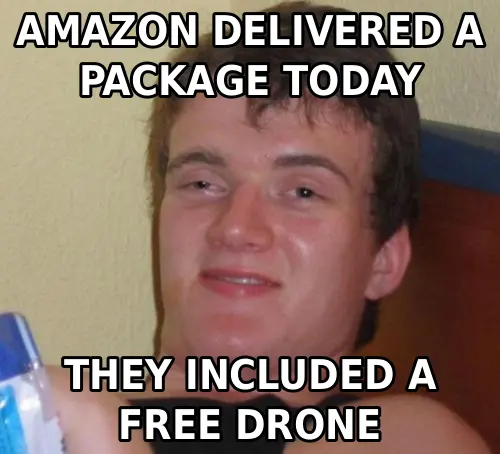 AMAZON DELIVERED A
PACKAGE TODAY
THEY INCLUDED A
FREE DRONE